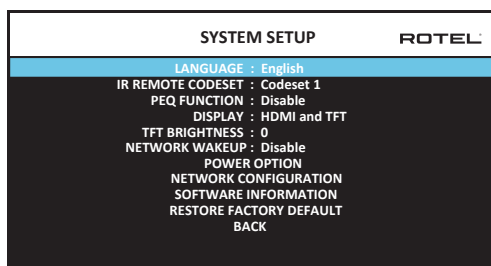 SYSTEM SETUP ROTEL
LANGUAGE : English
IR REMOTE CODESET : Codeset 1
PEQ FUNCTION : Disable
DISPLAY : HDMI and TFT
TFT BRIGHTNESS : 0
NETWORK WAKEUP : Disable
POWER OPTION
NETWORK CONFIGURATION
SOFTWARE INFORMATION
RESTORE FACTORY DEFAULT
BACK